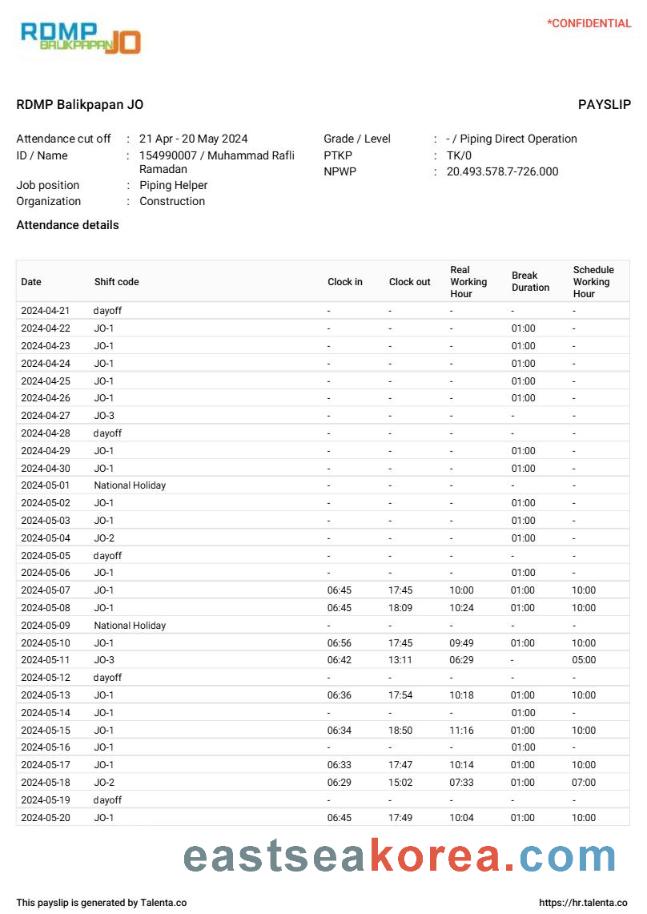 RDMP
BALIKPAPAN JO
*CONFIDENTIAL
RDMP Balikpapan JO PAYSLIP
Attendance cut off : 21 Apr - 20 May 2024 Grade / Level : - / Piping Direct Operation
ID / Name : 154990007 / Muhammad Rafli PTKP : TK/0
Ramadan NPWP : 20.493.578.7-726.000
Job position : Piping Helper
Organization : Construction
Attendance details
Date Shift code Clock in Clock out Real Working Hour Break Duration Schedule Working Hour
2024-04-21 dayoff - - - - -
2024-04-22 JO-1 - - - 01:00 -
2024-04-23 JO-1 - - - 01:00 -
2024-04-24 JO-1 - - - 01:00 -
2024-04-25 JO-1 - - - 01:00 -
2024-04-26 JO-1 - - - 01:00 -
2024-04-27 JO-3 - - - - -
2024-04-28 dayoff - - - - -
2024-04-29 JO-1 - - - 01:00 -
2024-04-30 JO-1 - - - 01:00 -
2024-05-01 National Holiday - - - - -
2024-05-02 JO-1 - - - 01:00 -
2024-05-03 JO-1 - - - 01:00 -
2024-05-04 JO-2 - - - 01:00 -
2024-05-05 dayoff - - - - -
2024-05-06 JO-1 - - - 01:00 -
2024-05-07 JO-1 06:45 17:45 10:00 01:00 10:00
2024-05-08 JO-1 06:45 18:09 10:24 01:00 10:00
2024-05-09 National Holiday - - - - -
2024-05-10 JO-1 06:56 17:45 09:49 01:00 10:00
2024-05-11 JO-3 06:42 13:11 06:29 - 05:00
2024-05-12 dayoff - - - - -
2024-05-13 JO-1 06:36 17:54 10:18 01:00 10:00
2024-05-14 JO-1 - - - 01:00 -
2024-05-15 JO-1 06:34 18:50 11:16 01:00 10:00
2024-05-16 JO-1 - - - 01:00 -
2024-05-17 JO-1 06:33 17:47 10:14 01:00 10:00
2024-05-18 JO-2 06:29 15:02 07:33 01:00 07:00
2024-05-19 dayoff - - - - -
2024-05-20 JO-1 06:45 17:49 10:04 01:00 10:00
eastseakorea.com
This payslip is generated by Talenta.co https://hr.talenta.co